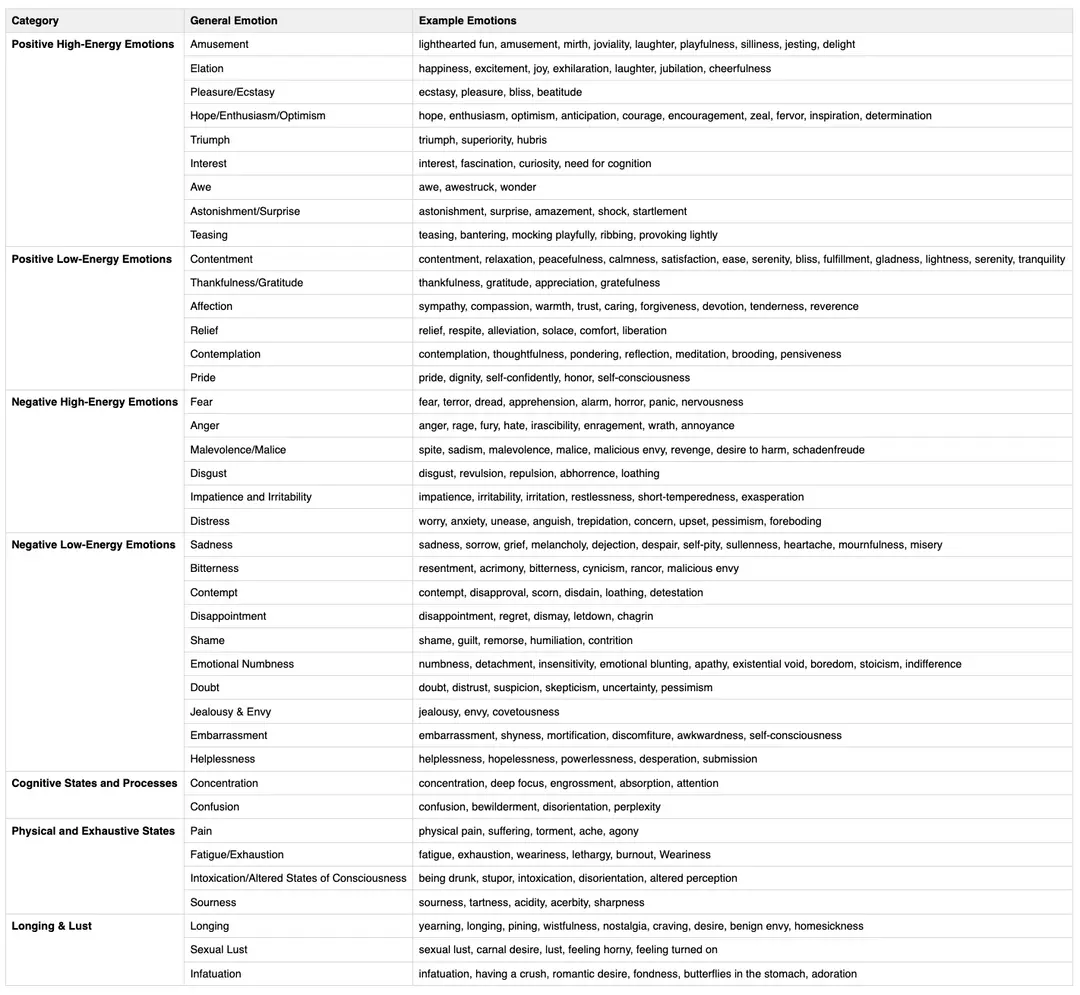 Category General Emotion Example Emotions
Positive High-Energy Emotions Amusement lighthearted fun, amusement, mirth, joviality, laughter, playfulness, silliness, jesting, delight
Elation happiness, excitement, joy, exhilaration, laughter, jubilation, cheerfulness
Pleasure/Ecstasy ecstasy, pleasure, bliss, beatitude
Hope/Enthusiasm/Optimism hope, enthusiasm, optimism, anticipation, courage, encouragement, zeal, fervor, inspiration, determination
Triumph triumph, superiority, hubris
Interest interest, fascination, curiosity, need for cognition
Awe awe, awestruck, wonder
Astonishment/Surprise astonishment, surprise, amazement, shock, startlement
Teasing teasing, bantering, mocking playfully, ribbing, provoking lightly
Positive Low-Energy Emotions Contentment contentment, relaxation, peacefulness, calmness, satisfaction, ease, serenity, bliss, fulfillment, gladness, lightness, serenity, tranquility
Thankfulness/Gratitude thankfulness, gratitude, appreciation, gratefulness
Affection sympathy, compassion, warmth, trust, caring, forgiveness, devotion, tenderness, reverence
Relief relief, respite, alleviation, solace, comfort, liberation
Contemplation contemplation, thoughtfulness, pondering, reflection, meditation, brooding, pensiveness
Pride pride, dignity, self-confidently, honor, self-consciousness
Negative High-Energy Emotions Fear fear, terror, dread, apprehension, alarm, horror, panic, nervousness
Anger anger, rage, fury, hate, irascibility, enragement, wrath, annoyance
Malevolence/Malice spite, sadism, malevolence, malice, malicious envy, revenge, desire to harm, schadenfreude
Disgust disgust, revulsion, repulsion, abhorrence, loathing
Impatience and Irritability impatience, irritability, irritation, restlessness, short-temperedness, exasperation
Distress worry, anxiety, unease, anguish, trepidation, concern, upset, pessimism, foreboding
Negative Low-Energy Emotions Sadness sadness, sorrow, grief, melancholy, dejection, despair, self-pity, sullenness, heartache, mournfulness, misery
Bitterness resentment, acrimony, bitterness, cynicism, rancor, malicious envy
Contempt contempt, disapproval, scorn, disdain, loathing, detestation
Disappointment disappointment, regret, dismay, letdown, chagrin
Shame shame, guilt, remorse, humiliation, contrition
Emotional Numbness numbness, detachment, insensitivity, emotional blunting, apathy, existential void, boredom, stoicism, indifference
Doubt doubt, distrust, suspicion, skepticism, uncertainty, pessimism
Jealousy & Envy jealousy, envy, covetousness
Embarrassment embarrassment, shyness, mortification, discomfiture, awkwardness, self-consciousness
Helplessness helplessness, hopelessness, powerlessness, desperation, submission
Cognitive States and Processes Concentration concentration, deep focus, engrossment, absorption, attention
Confusion confusion, bewilderment, disorientation, perplexity
Physical and Exhaustive States Pain physical pain, suffering, torment, ache, agony
Fatigue/Exhaustion fatigue, exhaustion, weariness, lethargy, burnout, Weariness
Intoxication/Altered States of Consciousness being drunk, stupor, intoxication, disorientation, altered perception
Sourness sourness, tartness, acidity, acerbity, sharpness
Longing & Lust Longing yearning, longing, pining, wistfulness, nostalgia, craving, desire, benign envy, homesickness
Sexual Lust sexual lust, carnal desire, lust, feeling horny, feeling turned on
Infatuation infatuation, having a crush, romantic desire, fondness, butterflies in the stomach, adoration